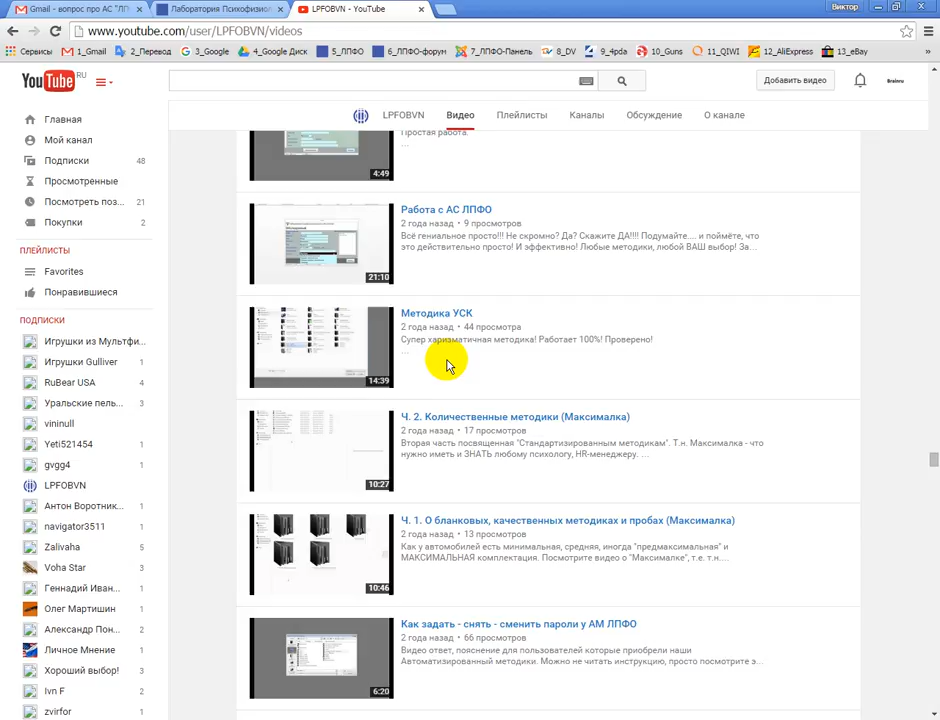 Gmail - вопрос про АС "ЛП
Лаборатория Психофизиол
LPFOBVN - YouTube
Виктор
www.youtube.com/user/LPFOBVN/videos
Сервисы 1_Gmail 2_Перевод 3_Google 4_Google Диск 5_ЛПФО 6_ЛПФО-форум 7_ЛПФО-Панель 8_DV 9_4pda 10_Guns 11_QIWI 12_AliExpress 13_eBay »
YouTube RU
Добавить видео
Brainru
LPFOBVN Видео Плейлисты Каналы Обсуждение О канале
Главная
Мой канал
Подписки 48
Просмотренные
Посмотреть поз... 21
Покупки 2
ПЛЕЙЛИСТЫ
Favorites
Понравившиеся
ПОДПИСКИ
Игрушки из Мультфи...
Игрушки Gulliver 1
RuBear USA 4
Уральские пель... 3
vininull
Yeti521454 1
gvgg4 1
LPFOBVN
Антон Воротник... 1
navigator3511 1
Zalivaha 5
Voha Star 3
Геннадий Иван... 1
Олег Мартишин 1
Александр Пон... 2
Личное Мнение 1
Хороший выбор! 3
Ivn F 2
zvirfor 1
Простая работа.
...
4:49
Работа с АС ЛПФО
2 года назад • 9 просмотров
Всё гениальное просто!!! Не скромно? Да? Скажите ДА!!!! Подумайте.... и поймёте, что
это действительно просто! И эффективно! Любые методики, любой ВАШ выбор! За...
21:10
Методика УСК
2 года назад • 44 просмотра
Супер харизматичная методика! Работает 100%! Проверено!
...
14:39
Ч. 2. Количественные методики (Максималка)
2 года назад • 17 просмотров
Вторая часть посвященная "Стандартизированным методикам". Т.н. Максималка - что
нужно иметь и ЗНАТЬ любому психологу, HR-менеджеру. ...
10:27
Ч. 1. О бланковых, качественных методиках и пробах (Максималка)
2 года назад • 13 просмотров
Как у автомобилей есть минимальная, средняя, иногда "предмаксимальная" и
МАКСИМАЛЬНАЯ комплектация. Посмотрите видео о "Максималке", т.е. т.н....
10:46
Как задать - снять - сменить пароли у АМ ЛПФО
2 года назад • 66 просмотров
Видео ответ, пояснение для пользователей которые приобрели наши
Автоматизированный методики. Можно не читать инструкцию, просто посмотрите э...
6:20